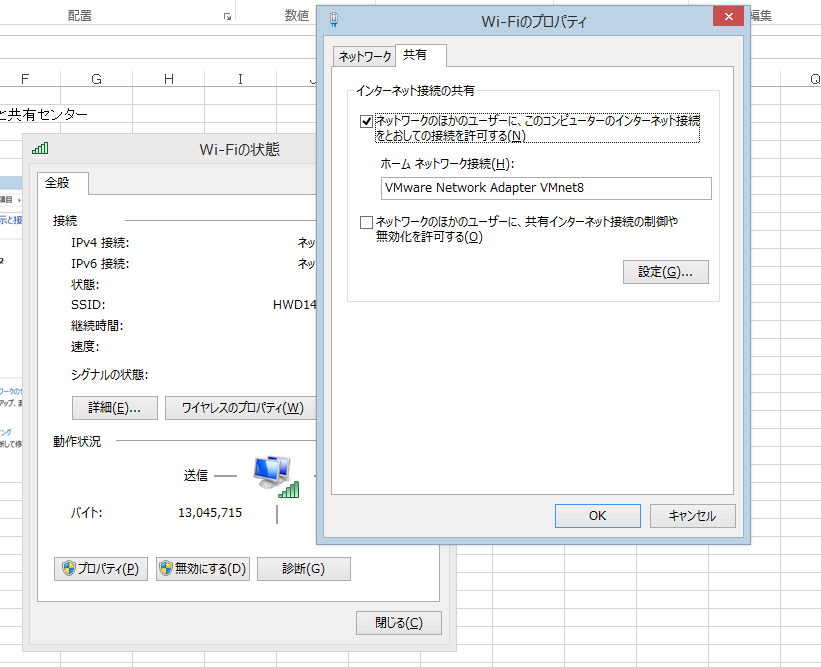 配置
数値
編集
F
G
H
I
Q
と共有センター
Wi-Fiの状態
全般
接続
IPv4 接続:
ネッ
IPv6 接続:
ネッ
状態:
SSID:
HWD14
継続時間:
速度:
シグナルの状態:
詳細(E)...
ワイヤレスのプロパティ(W)
動作状況
送信
バイト:
13,045,715
プロパティ(P)
無効にする(D)
診断(G)
閉じる(C)
Wi-Fiのプロパティ
ネットワーク
共有
インターネット接続の共有
ネットワークのほかのユーザーに、このコンピューターのインターネット接続
をとおしての接続を許可する(N)
ホーム ネットワーク接続(H):
VMware Network Adapter VMnet8
ネットワークのほかのユーザーに、共有インターネット接続の制御や
無効化を許可する(O)
設定(G)...
OK
キャンセル